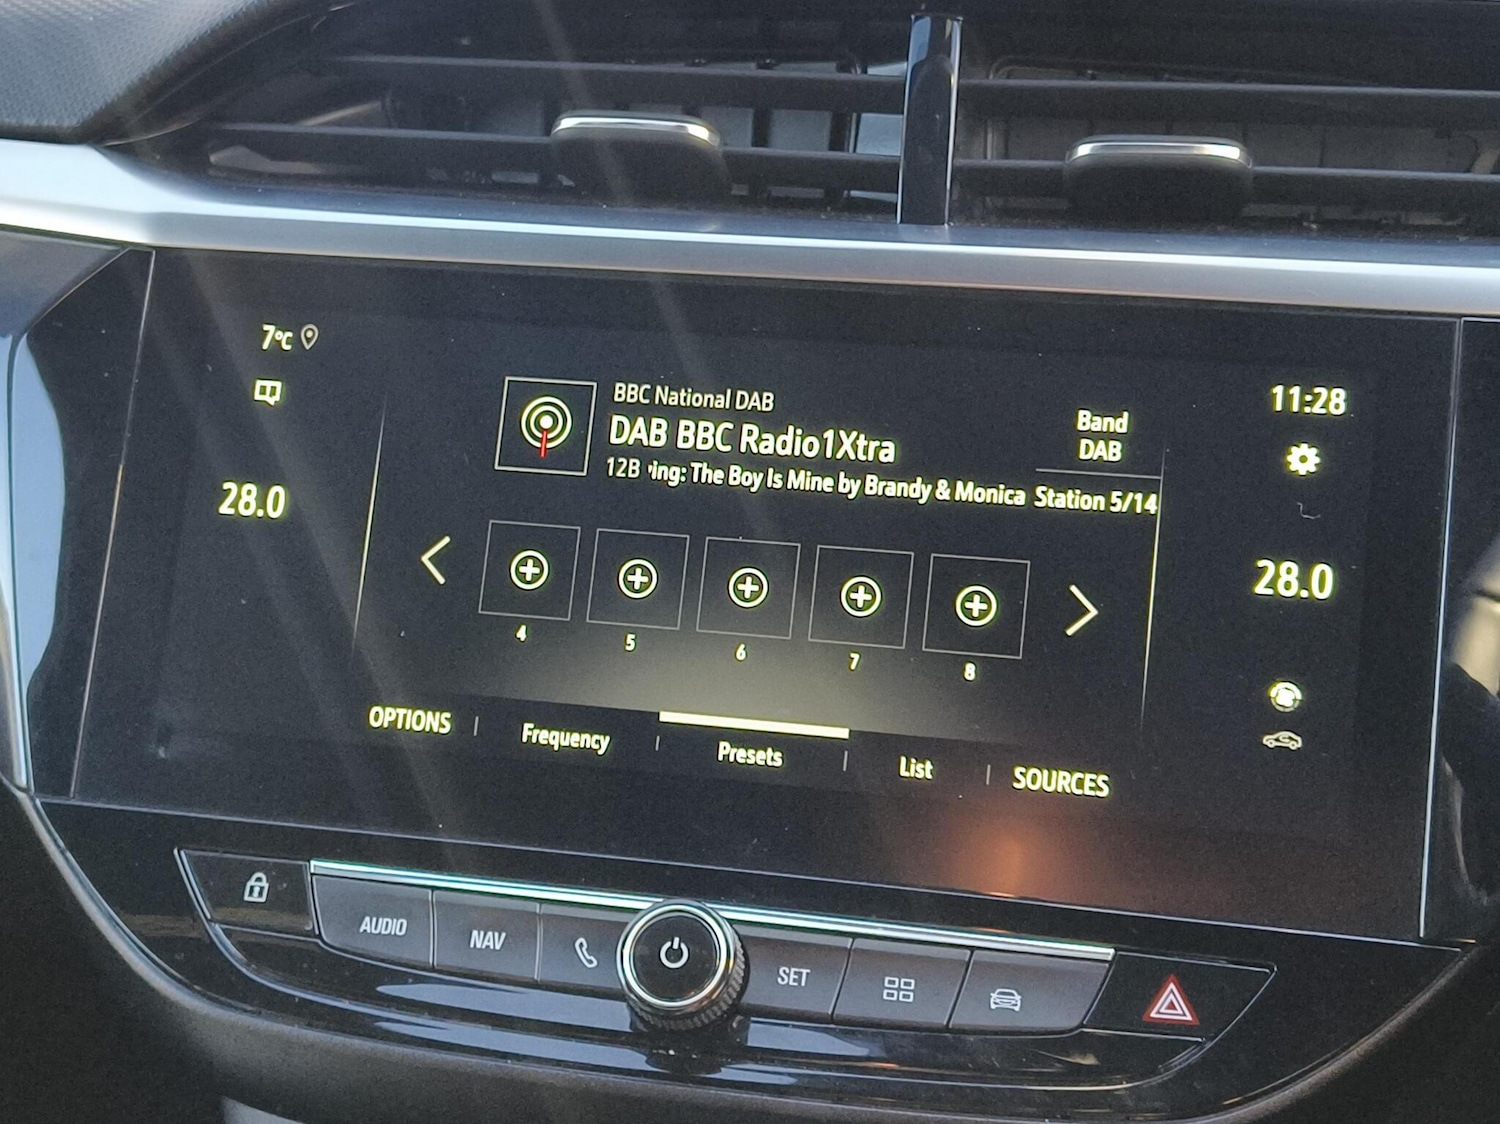 7°C
28.0
BBC National DAB
DAB BBC Radio1Xtra
12B ing: The Boy Is Mine by Brandy & Monica
Band
DAB
Station 5/14
11:28
28.0
4 5 6 7 8
OPTIONS Frequency Presets List SOURCES
AUDIO NAV SET